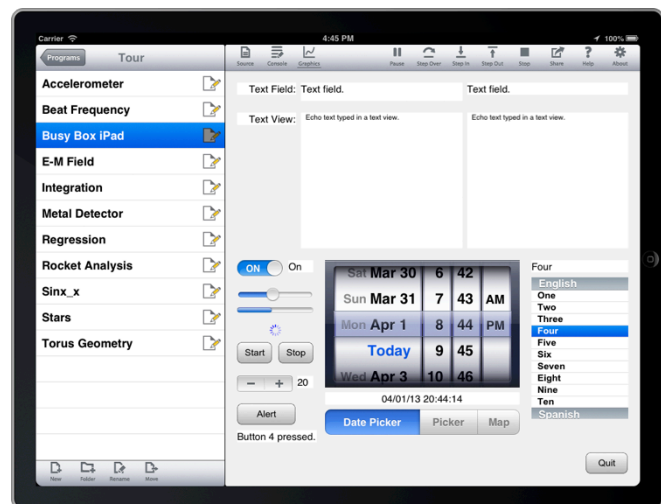 Carrier 4:45 PM 100%
Programs Tour
Source Console Graphics Pause Step Over Step In Step Out Stop Share Help About
Accelerometer
Beat Frequency
Busy Box iPad
E-M Field
Integration
Metal Detector
Regression
Rocket Analysis
Sinx_x
Stars
Torus Geometry
New Folder Rename Move
Text Field: Text field. Text field.
Text View: Echo text typed in a text view. Echo text typed in a text view.
ON On
Start Stop
− + 20
Alert
Button 4 pressed.
Sat Mar 30 6 42
Sun Mar 31 7 43 AM
Mon Apr 1 8 44 PM
Today 9 45
Wed Apr 3 10 46
04/01/13 20:44:14
Date Picker Picker Map
Four
English
One
Two
Three
Four
Five
Six
Seven
Eight
Nine
Ten
Spanish
Quit